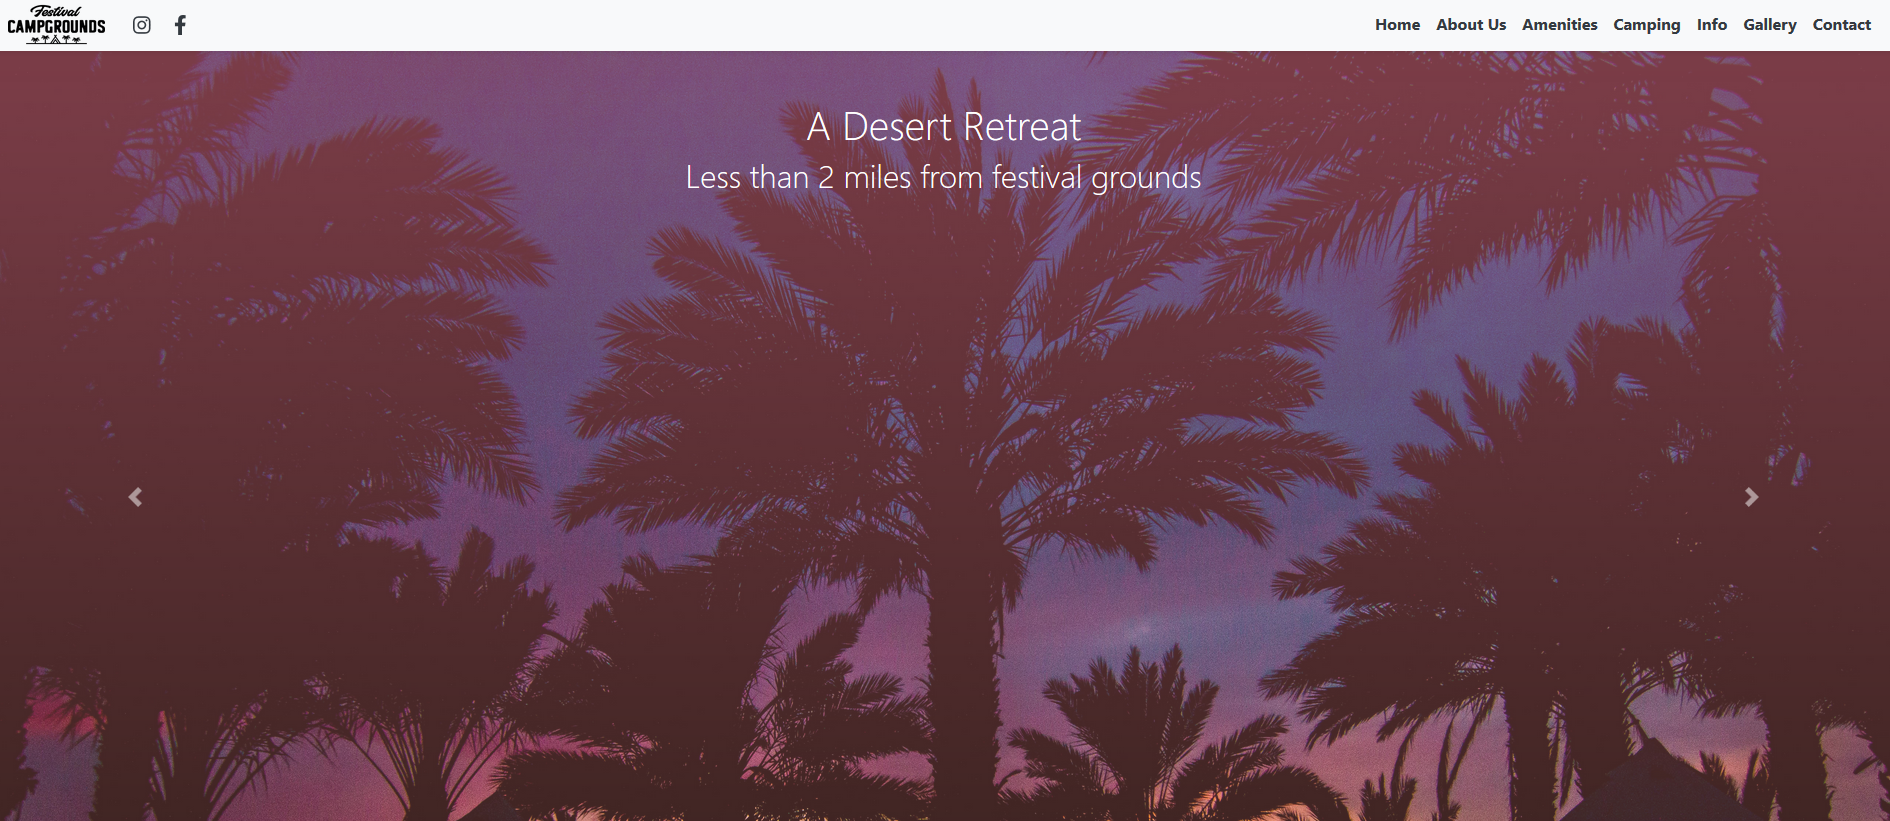 Festival
CAMPGROUNDS
Home About Us Amenities Camping Info Gallery Contact
A Desert Retreat
Less than 2 miles from festival grounds